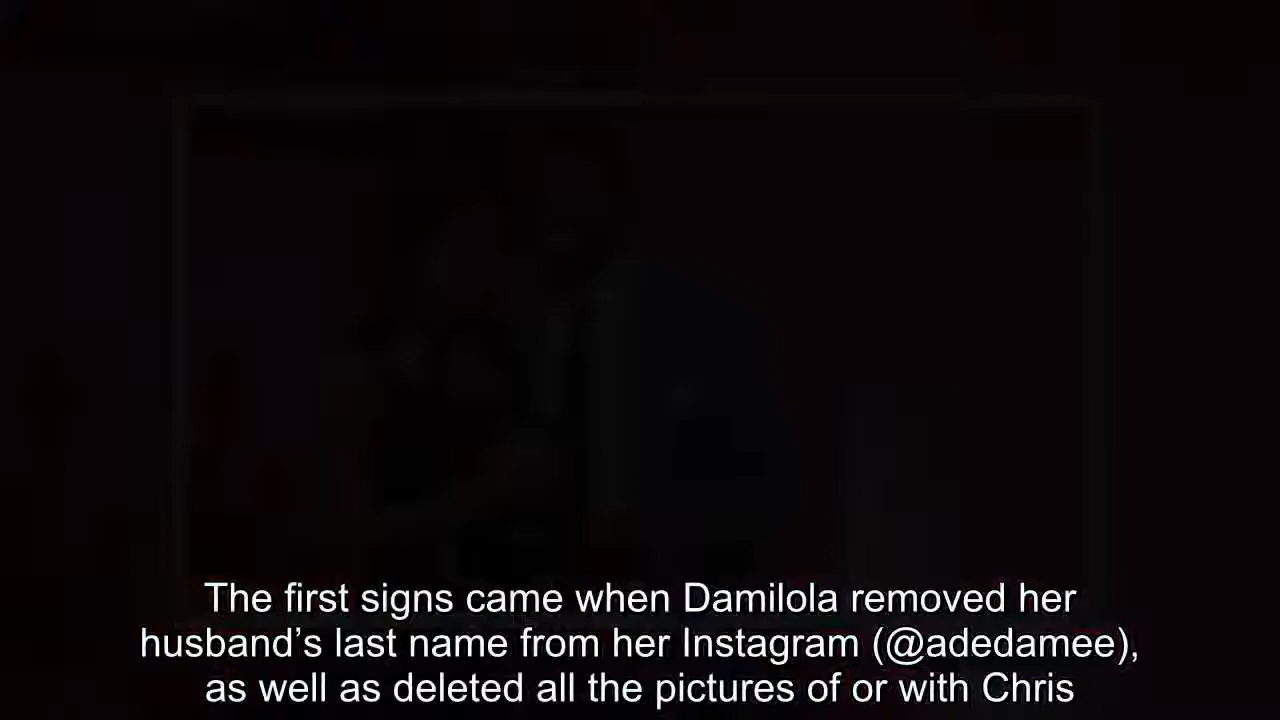 The first signs came when Damilola removed her
husband’s last name from her Instagram (@adedamee),
as well as deleted all the pictures of or with Chris